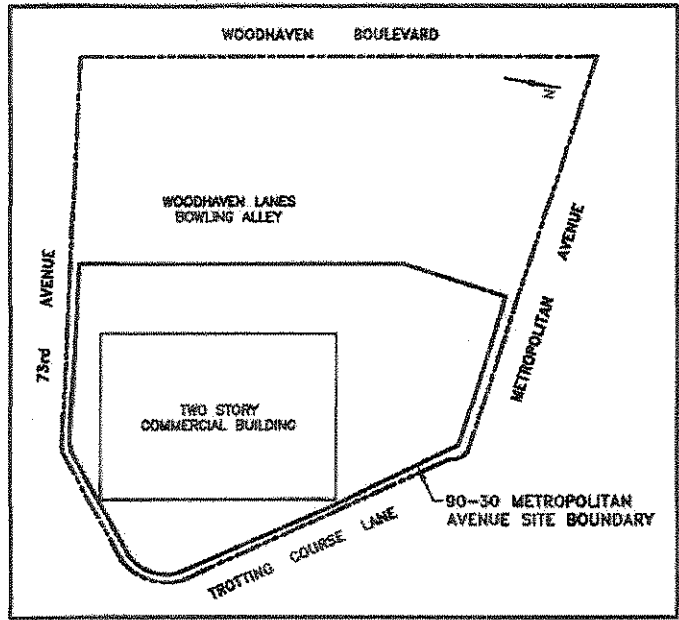 WOODHAVEN BOULEVARD
N
WOODHAVEN LANES
BOWLING ALLEY
73rd AVENUE
METROPOLITAN AVENUE
TWO STORY
COMMERCIAL BUILDING
90-30 METROPOLITAN
AVENUE SITE BOUNDARY
TROTTING COURSE LANE